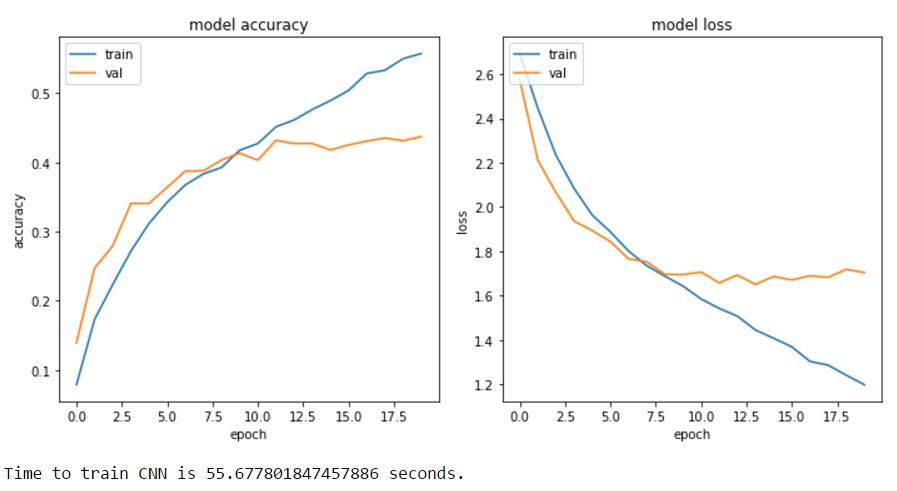 model accuracy
train
val
0.5
0.4
0.3
0.2
0.1
accuracy
0.0 2.5 5.0 7.5 10.0 12.5 15.0 17.5
epoch
model loss
train
val
2.6
2.4
2.2
2.0
1.8
1.6
1.4
1.2
loss
0.0 2.5 5.0 7.5 10.0 12.5 15.0 17.5
epoch
Time to train CNN is 55.677801847457886 seconds.